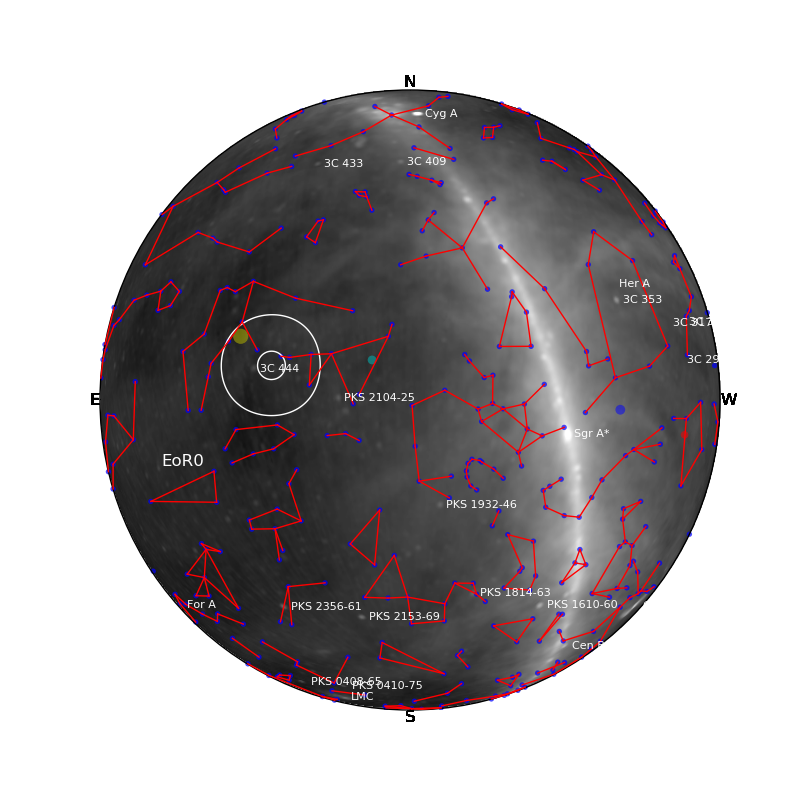 N
Cyg A
3C 433
3C 409
Her A
3C 353
3C 444
PKS 2104-25
E
W
3C 29
Sgr A*
EoR0
PKS 1932-46
PKS 1814-63
For A
PKS 2356-61
PKS 1610-60
PKS 2153-69
Cen B
PKS 0408-65
PKS 0410-75
LMC
S